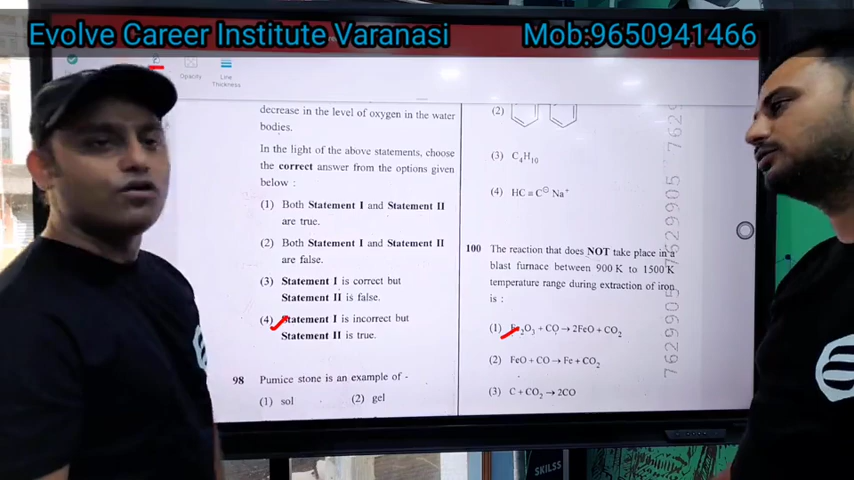 Evolve Career Institute Varanasi Mob:9650941466
Opacity
Line
Thickness
decrease in the level of oxygen in the water
bodies.
In the light of the above statements, choose
the correct answer from the options given
below :
(1) Both Statement I and Statement II
are true.
(2) Both Statement I and Statement II
are false.
(3) Statement I is correct but
Statement II is false.
(4) Statement I is incorrect but
Statement II is true.
98 Pumice stone is an example of -
(1) sol (2) gel
(2)
(3) C₄H₁₀
(4) HC ≡ C⊖ Na⁺
100 The reaction that does NOT take place in a
blast furnace between 900 K to 1500 K
temperature range during extraction of iron
is :
(1) Fe₂O₃ + CO → 2FeO + CO₂
(2) FeO + CO → Fe + CO₂
(3) C + CO₂ → 2CO
76299905 7629
SKILSS